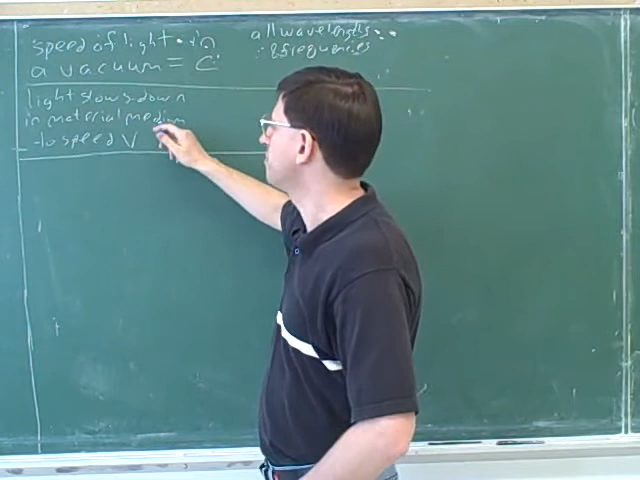 speed of light in
a vacuum = C
all wavelengths
& frequencies
light slows down
in material medium
to speed V